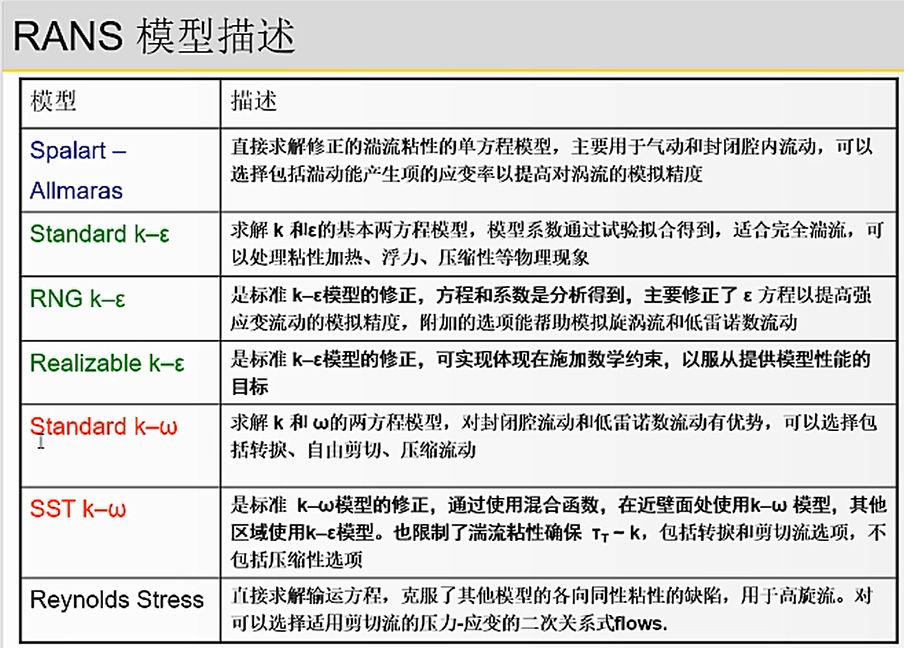 RANS 模型描述
模型
描述
Spalart –
Allmaras
直接求解修正的湍流粘性的单方程模型，主要用于气动和封闭腔内流动，可以
选择包括湍动能产生项的应变率以提高对涡流的模拟精度
Standard k–ε
求解 k 和ε的基本两方程模型，模型系数通过试验拟合得到，适合完全湍流，可
以处理粘性加热、浮力、压缩性等物理现象
RNG k–ε
是标准 k–ε模型的修正，方程和系数是分析得到，主要修正了 ε 方程以提高强
应变流动的模拟精度，附加的选项能帮助模拟旋涡流和低雷诺数流动
Realizable k–ε
是标准 k–ε模型的修正，可实现体现在施加数学约束，以服从提供模型性能的
目标
Standard k–ω
求解 k 和 ω的两方程模型，对封闭腔流动和低雷诺数流动有优势，可以选择包
括转捩、自由剪切、压缩流动
SST k–ω
是标准 k–ω模型的修正，通过使用混合函数，在近壁面处使用k–ω 模型，其他
区域使用k–ε模型。也限制了湍流粘性确保 τT ~ k，包括转捩和剪切流选项，不
包括压缩性选项
Reynolds Stress
直接求解输运方程，克服了其他模型的各向同性粘性的缺陷，用于高旋流。对
可以选择适用剪切流的压力-应变的二次关系式flows.